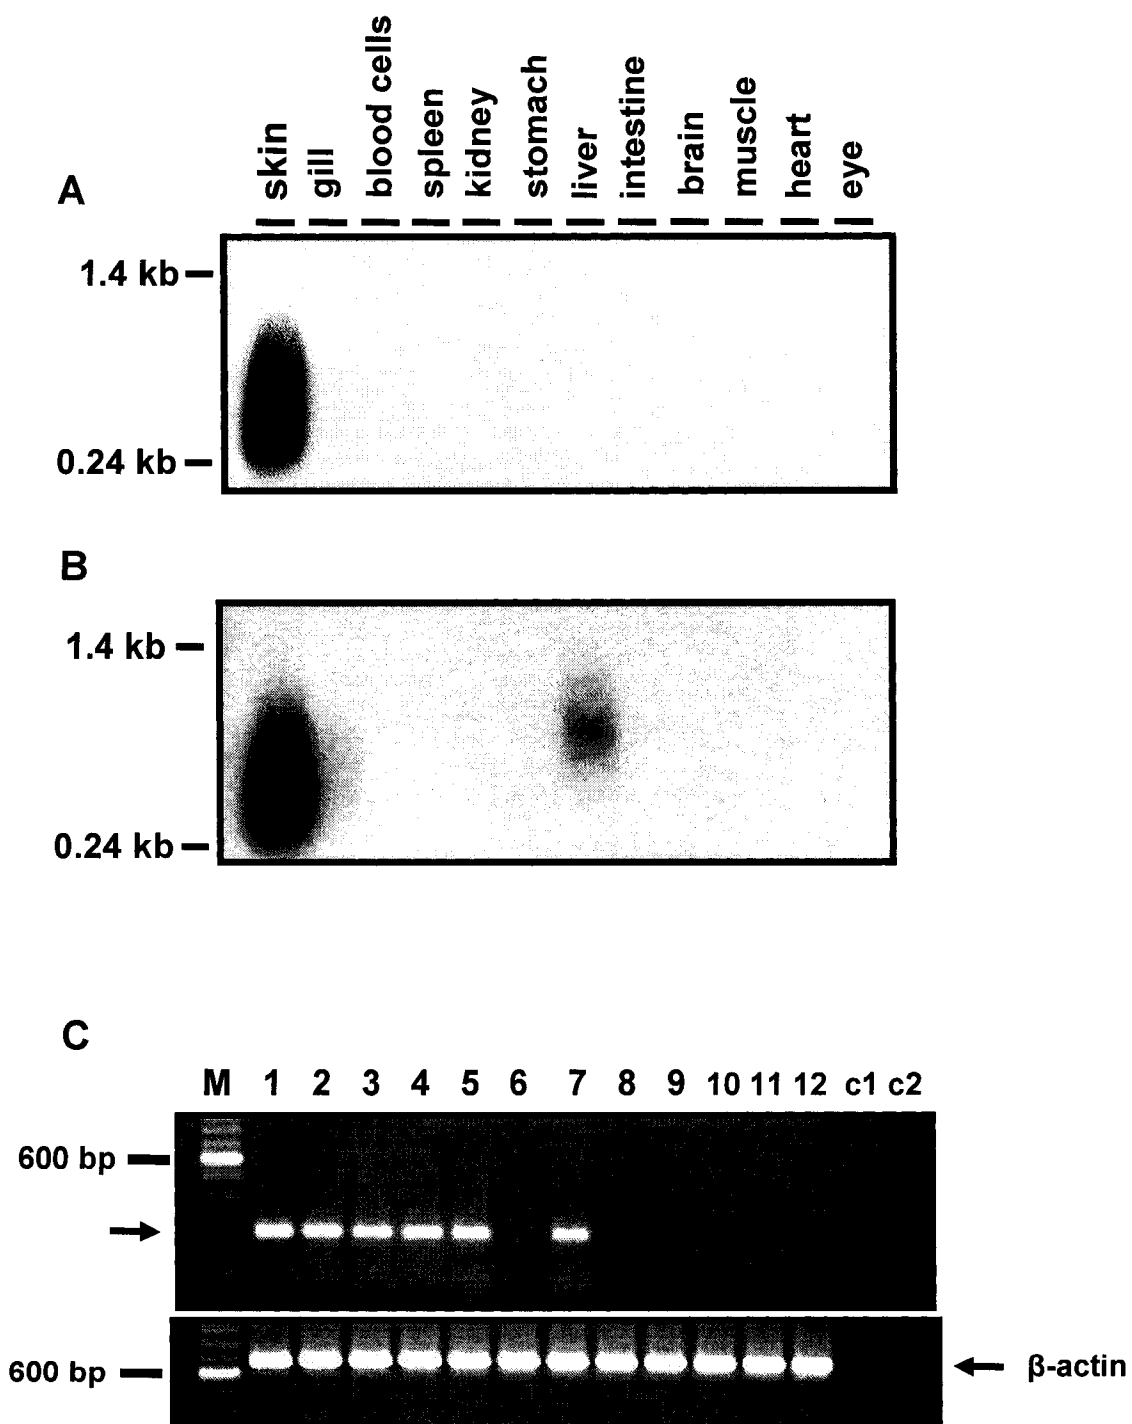 skin gill blood cells spleen kidney stomach liver intestine brain muscle heart eye
A
1.4 kb
0.24 kb
B
1.4 kb
0.24 kb
C
M 1 2 3 4 5 6 7 8 9 10 11 12 c1 c2
600 bp
600 bp
β-actin